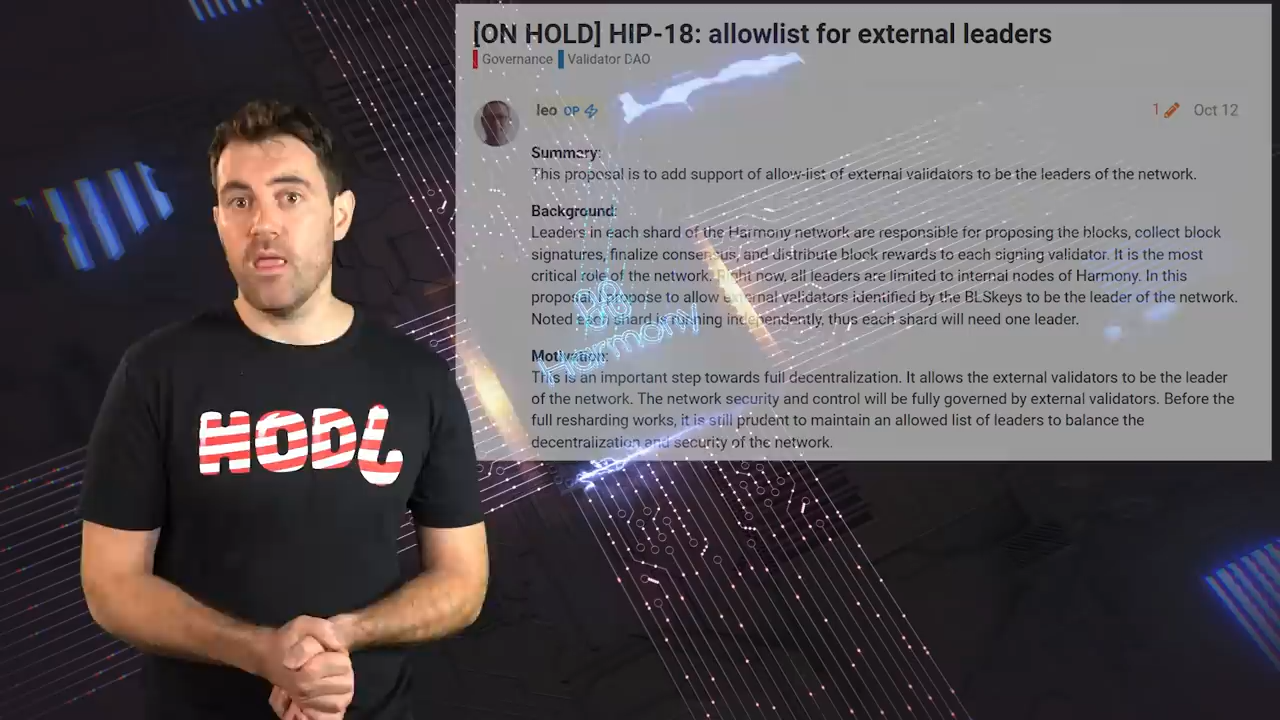 [ON HOLD] HIP-18: allowlist for external leaders
Governance Validator DAO
leo OP 1 Oct 12
Summary:
This proposal is to add support of allow-list of external validators to be the leaders of the network.
Background:
Leaders in each shard of the Harmony network are responsible for proposing the blocks, collect block
signatures, finalize consensus, and distribute block rewards to each signing validator. It is the most
critical role of the network. Right now, all leaders are limited to internal nodes of Harmony. In this
proposal, I propose to allow external validators identified by the BLSkeys to be the leader of the network.
Noted each shard is running independently, thus each shard will need one leader.
Motivation:
This is an important step towards full decentralization. It allows the external validators to be the leader
of the network. The network security and control will be fully governed by external validators. Before the
full resharding works, it is still prudent to maintain an allowed list of leaders to balance the
decentralization and security of the network.
Harmony
HODL